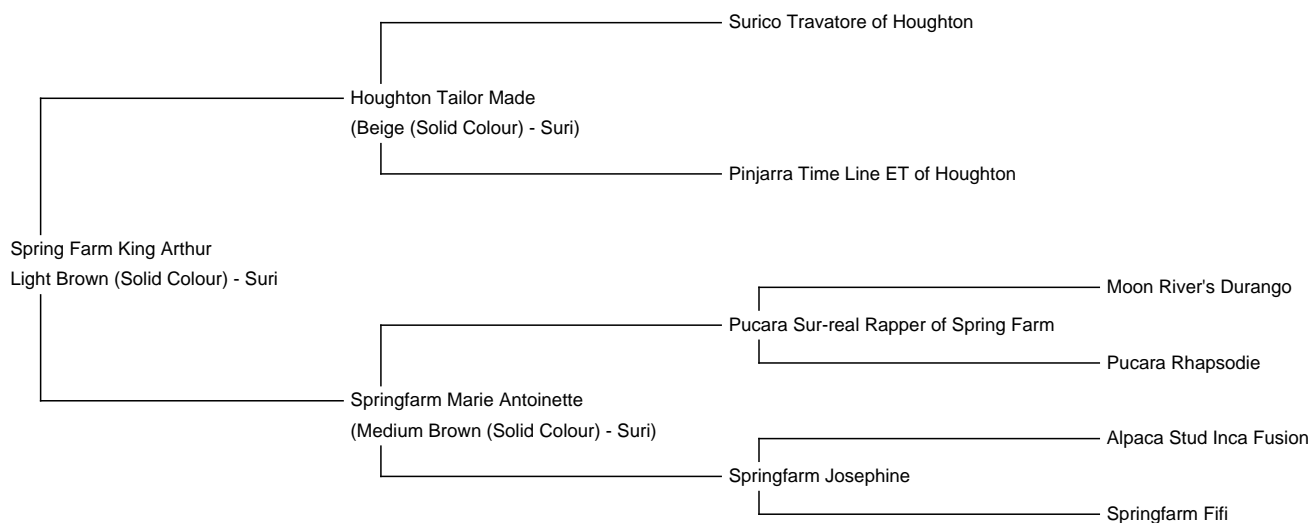 Surico Travatore of Houghton
Houghton Tailor Made
(Beige (Solid Colour) - Suri)
Pinjarra Time Line ET of Houghton
Spring Farm King Arthur
Light Brown (Solid Colour) - Suri
Moon River's Durango
Pucara Sur-real Rapper of Spring Farm
Pucara Rhapsodie
Springfarm Marie Antoinette
(Medium Brown (Solid Colour) - Suri)
Alpaca Stud Inca Fusion
Springfarm Josephine
Springfarm Fifi